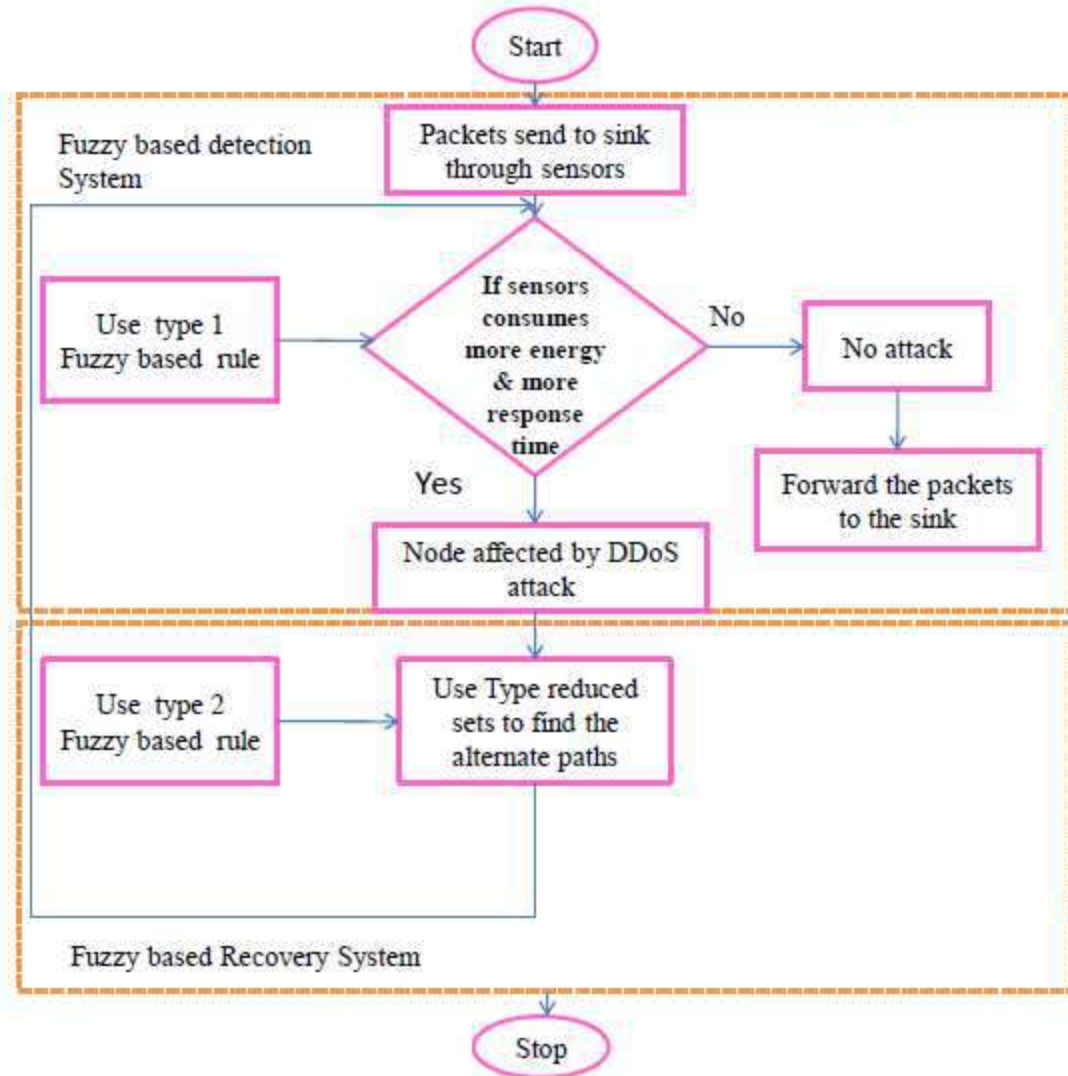 Start
Fuzzy based detection
System
Packets send to sink
through sensors
Use type 1
Fuzzy based rule
If sensors
consumes
more energy
& more
response
time
No
No attack
Yes
Forward the packets
to the sink
Node affected by DDoS
attack
Use type 2
Fuzzy based rule
Use Type reduced
sets to find the
alternate paths
Fuzzy based Recovery System
Stop